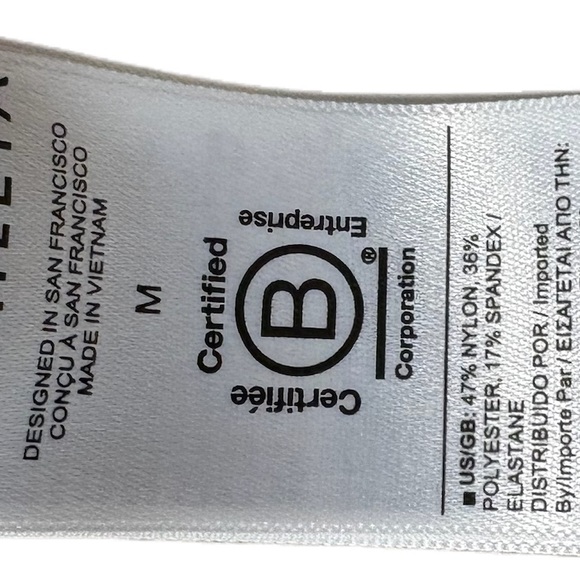 DESIGNED IN SAN FRANCISCO
CONÇU À SAN FRANCISCO
MADE IN VIETNAM
M
Certifiée
Certified
B
Entreprise
®
Corporation
■ US/GB: 47% NYLON, 36%
POLYESTER, 17% SPANDEX /
ELASTANE
DISTRIBUIDO POR / Imported
By/Importe Par / ΕΙΣΑΓΕΤΑΙ ΑΠΟ ΤΗΝ: